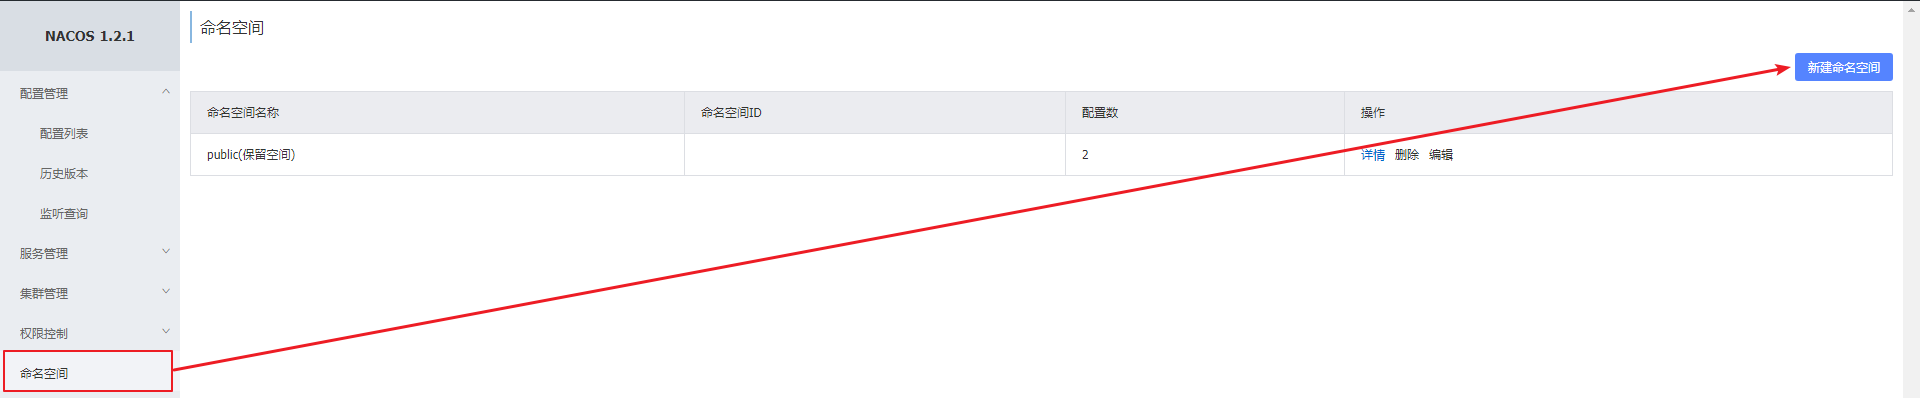 NACOS 1.2.1
配置管理
配置列表
历史版本
监听查询
服务管理
集群管理
权限控制
命名空间
命名空间
新建命名空间
命名空间名称 命名空间ID 配置数 操作
public(保留空间) 2 详情 删除 编辑